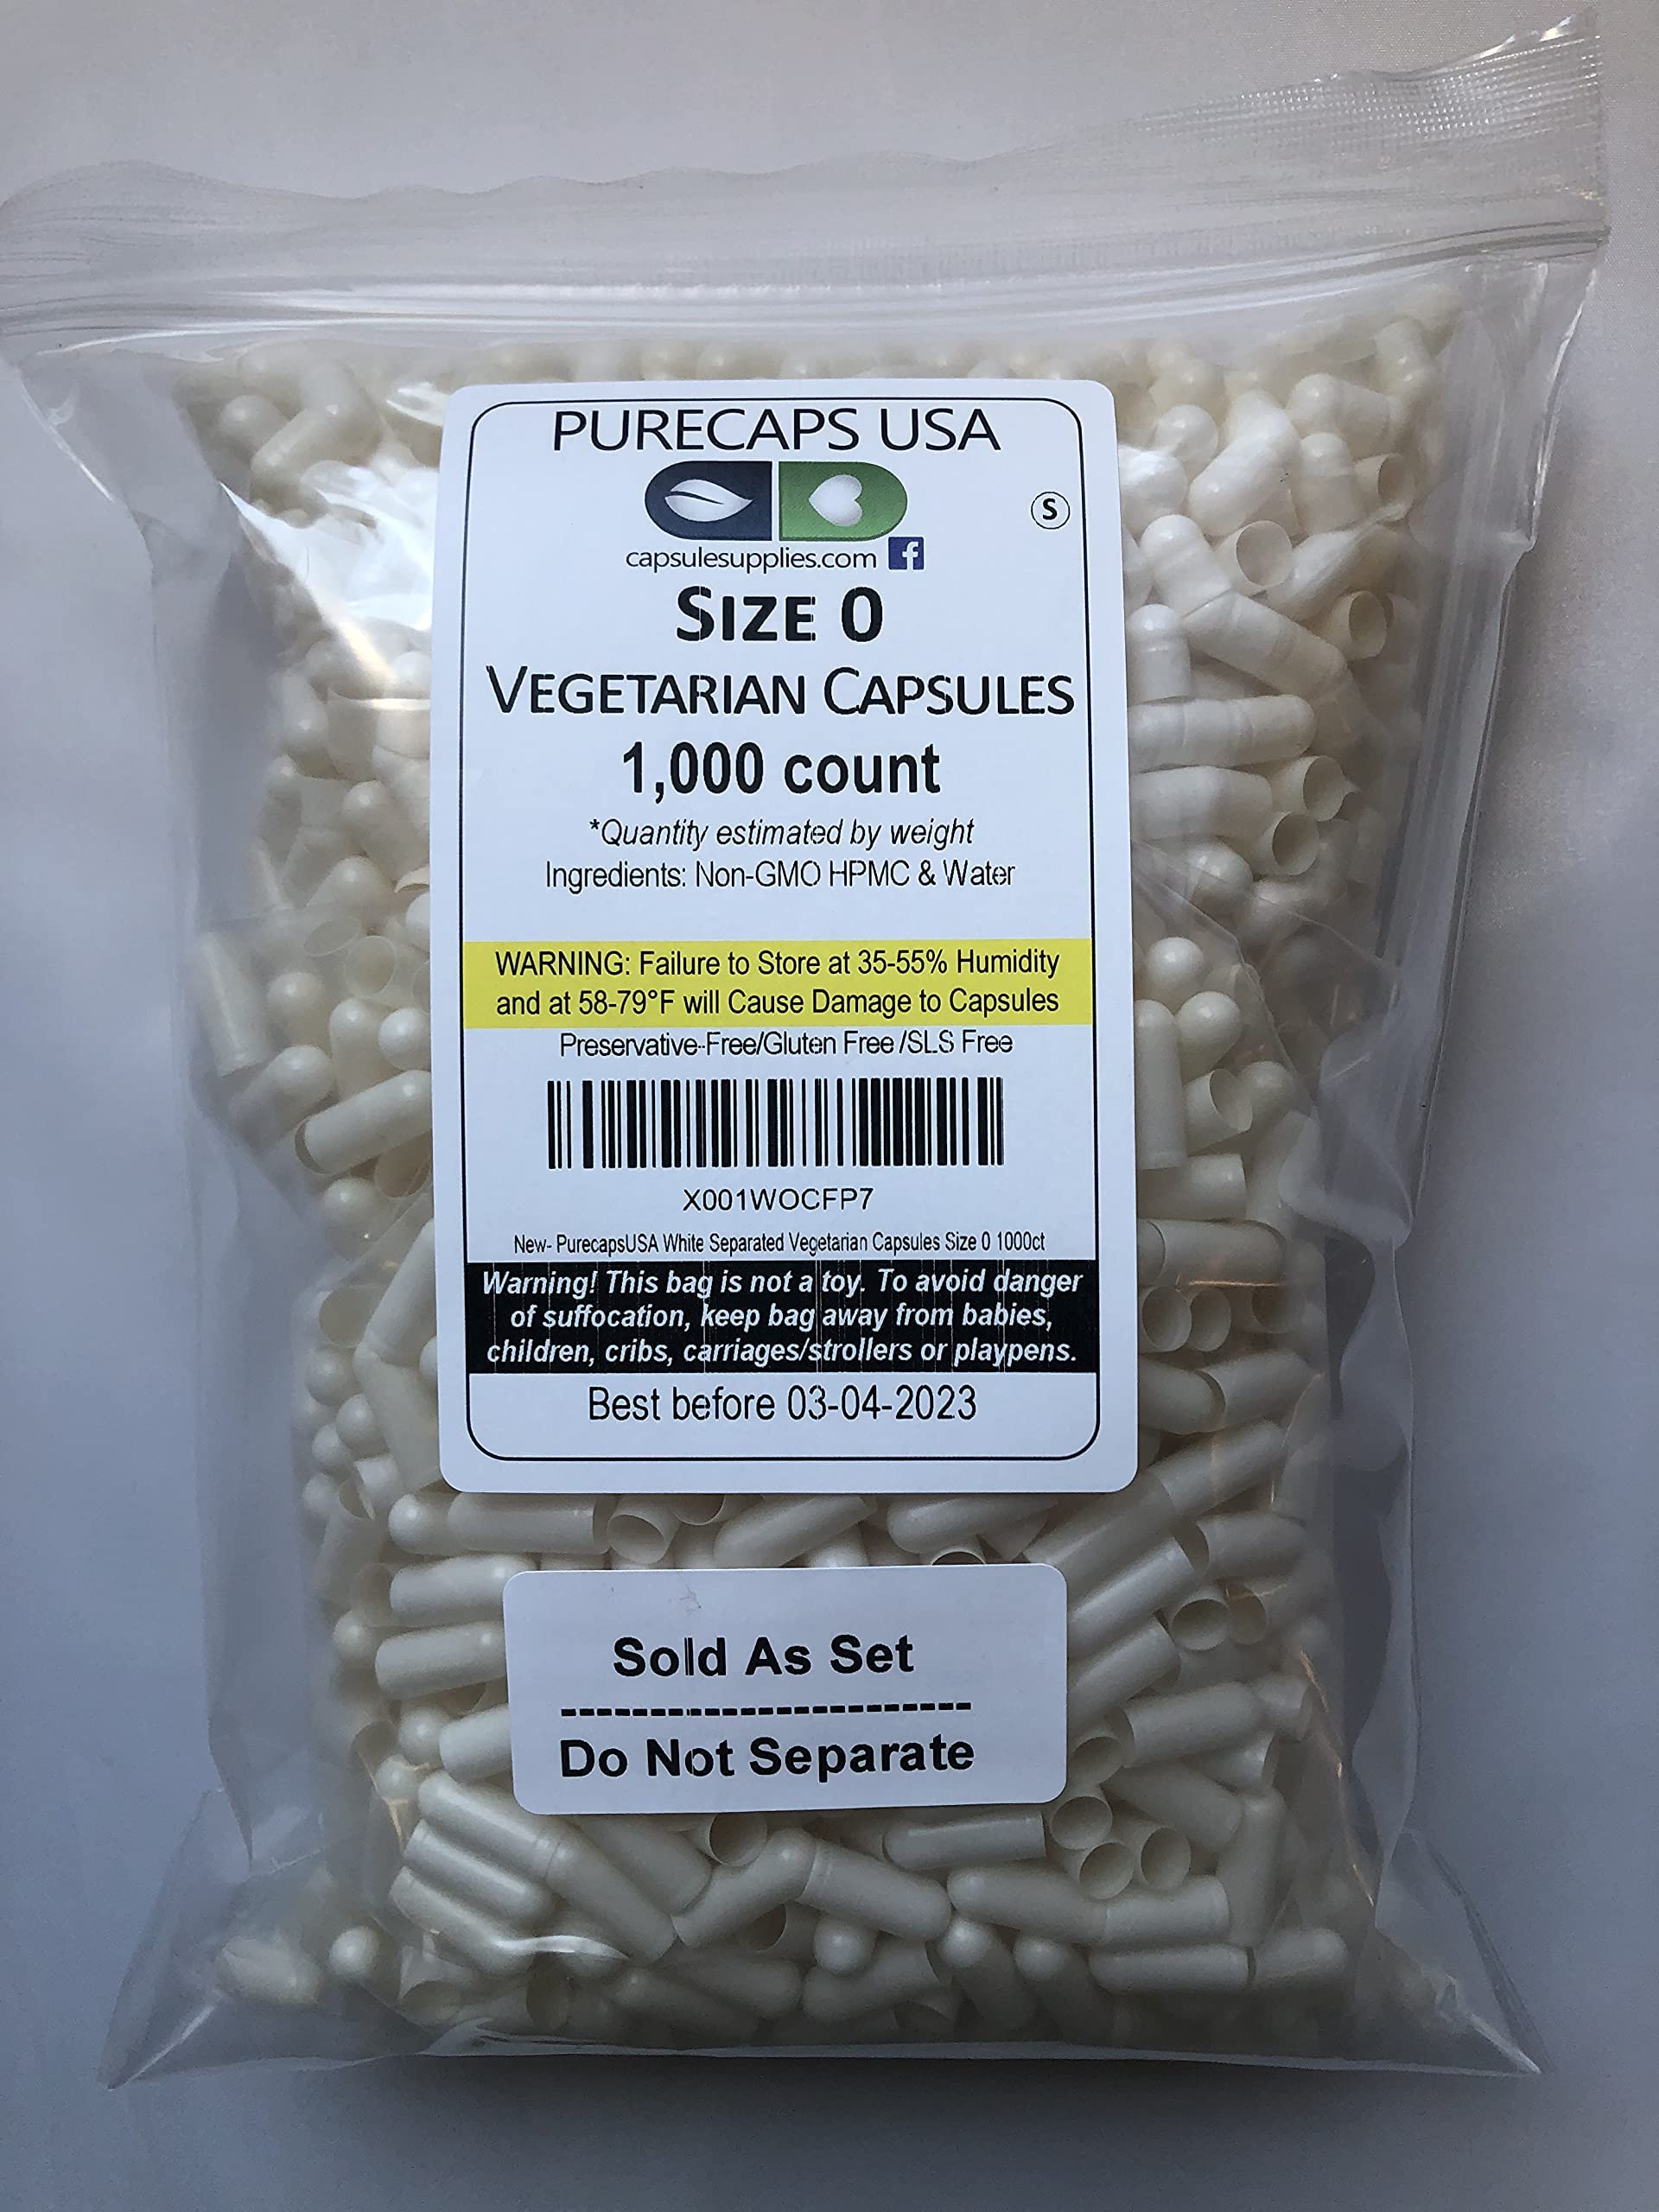 PURECAPS USA
S
capsulesupplies.com f
SIZE 0
VEGETARIAN CAPSULES
1,000 count
*Quantity estimated by weight
Ingredients: Non-GMO HPMC & Water
WARNING: Failure to Store at 35-55% Humidity
and at 58-79°F will Cause Damage to Capsules
Preservative-Free/Gluten Free /SLS Free
X001WOCFP7
New- PurecapsUSA White Separated Vegetarian Capsules Size 0 1000ct
Warning! This bag is not a toy. To avoid danger
of suffocation, keep bag away from babies,
children, cribs, carriages/strollers or playpens.
Best before 03-04-2023
Sold As Set
----------------------
Do Not Separate